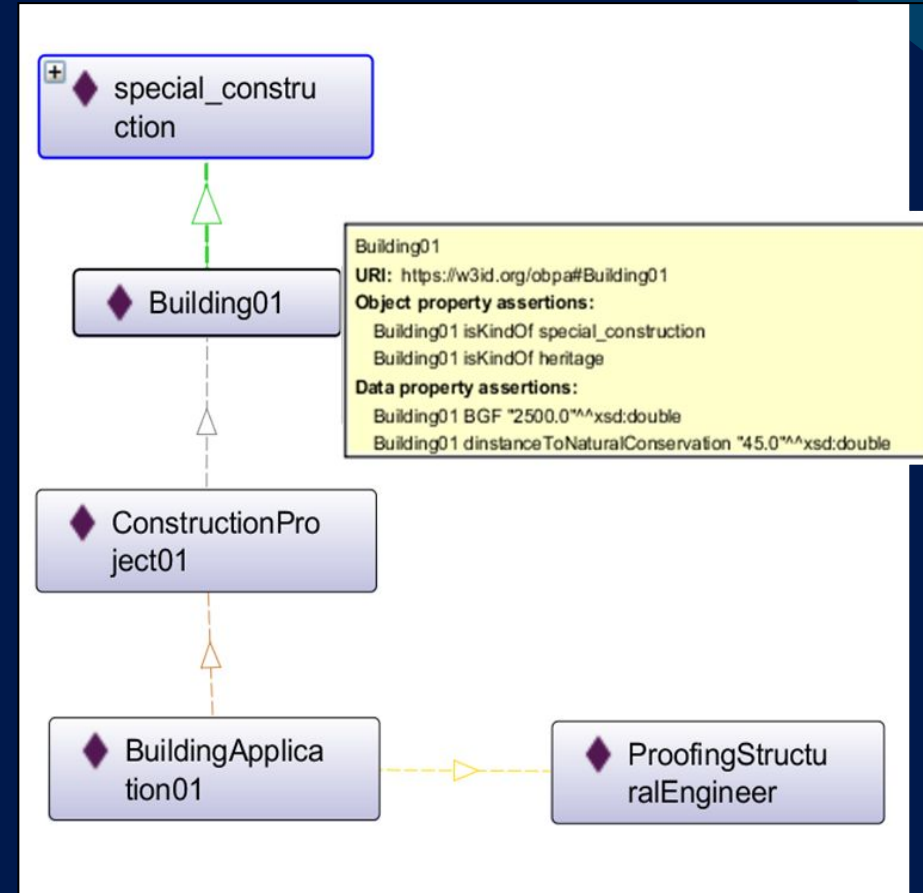 special_constru
ction
Building01
Building01
URI: https://w3id.org/obpa#Building01
Object property assertions:
Building01 isKindOf special_construction
Building01 isKindOf heritage
Data property assertions:
Building01 BGF "2500.0"^^xsd:double
Building01 dinstanceToNaturalConservation "45.0"^^xsd:double
ConstructionPro
ject01
BuildingApplica
tion01
ProofingStructu
ralEngineer